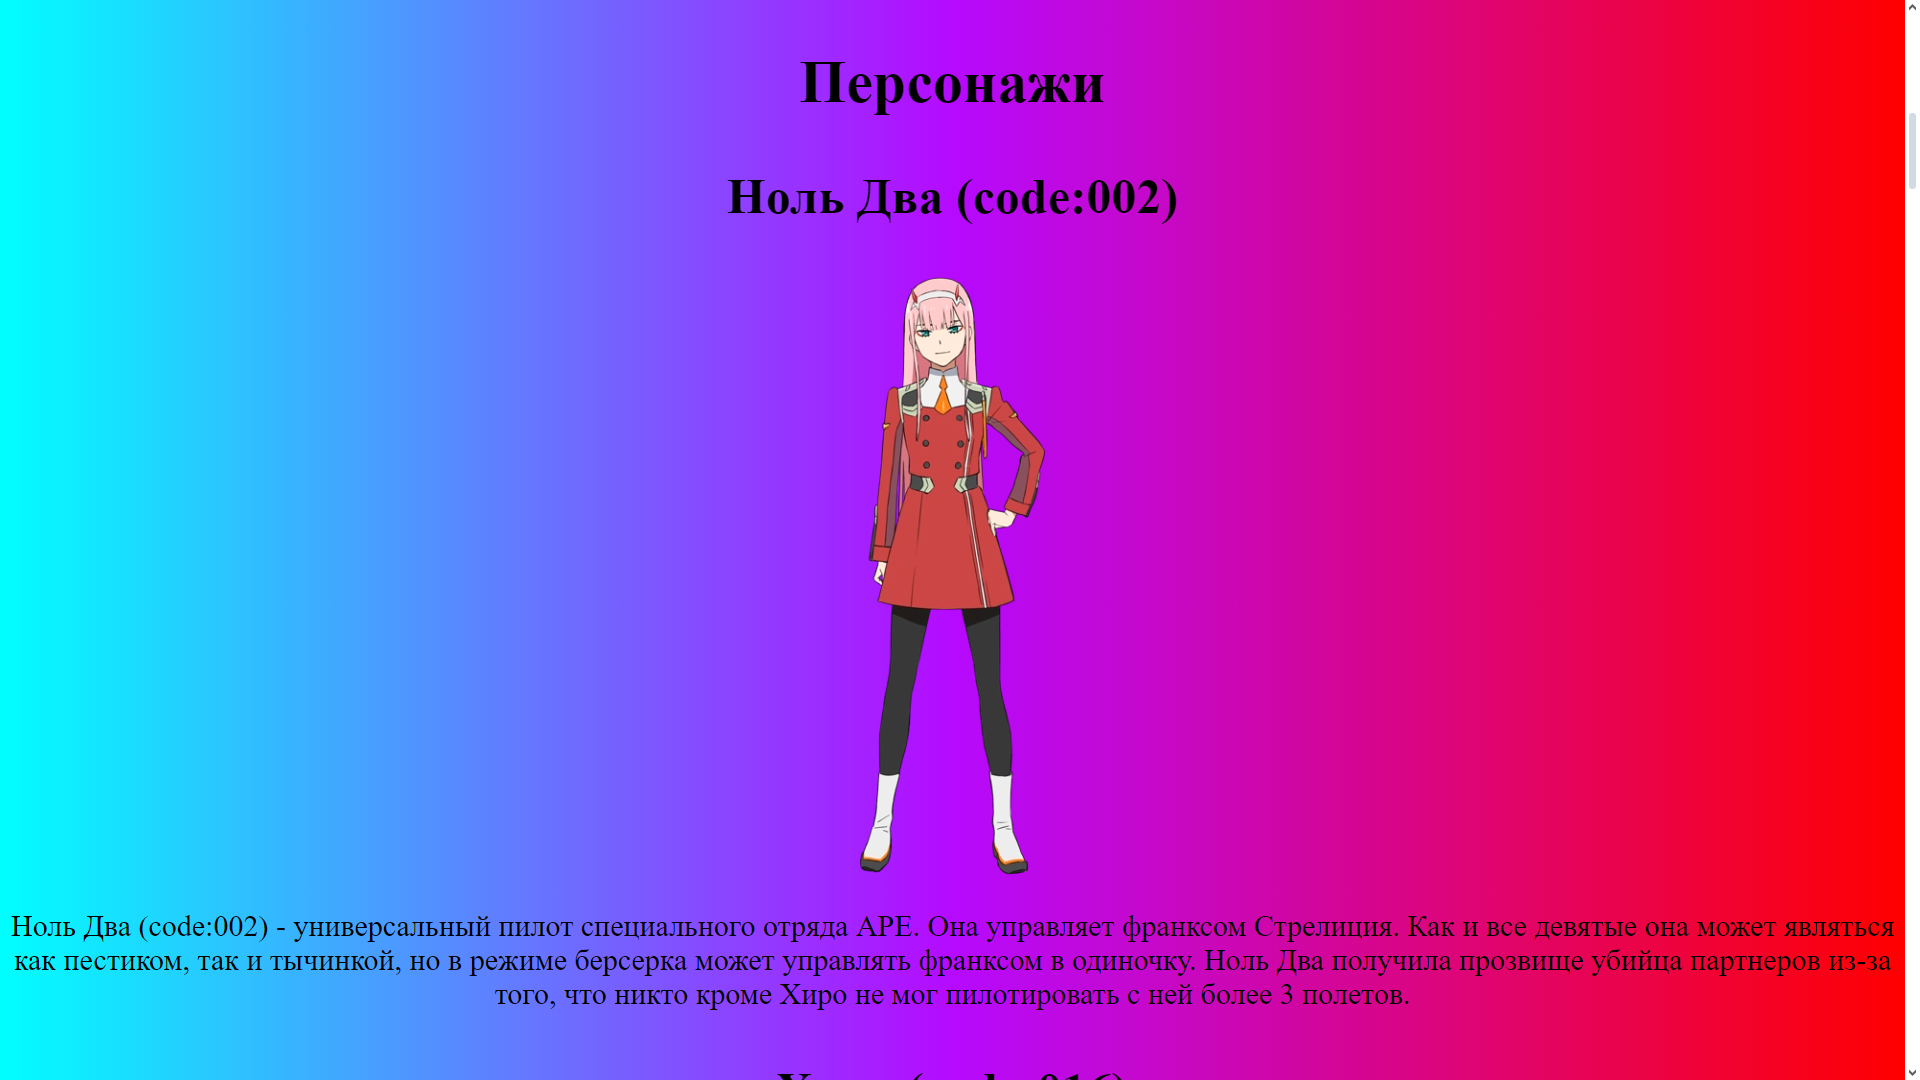 Персонажи
Ноль Два (code:002)
Ноль Два (code:002) - универсальный пилот специального отряда APE. Она управляет франксом Стрелиция. Как и все девятые она может являться
как пестиком, так и тычинкой, но в режиме берсерка может управлять франксом в одиночку. Ноль Два получила прозвище убийца партнеров из-за
того, что никто кроме Хиро не мог пилотировать с ней более 3 полетов.